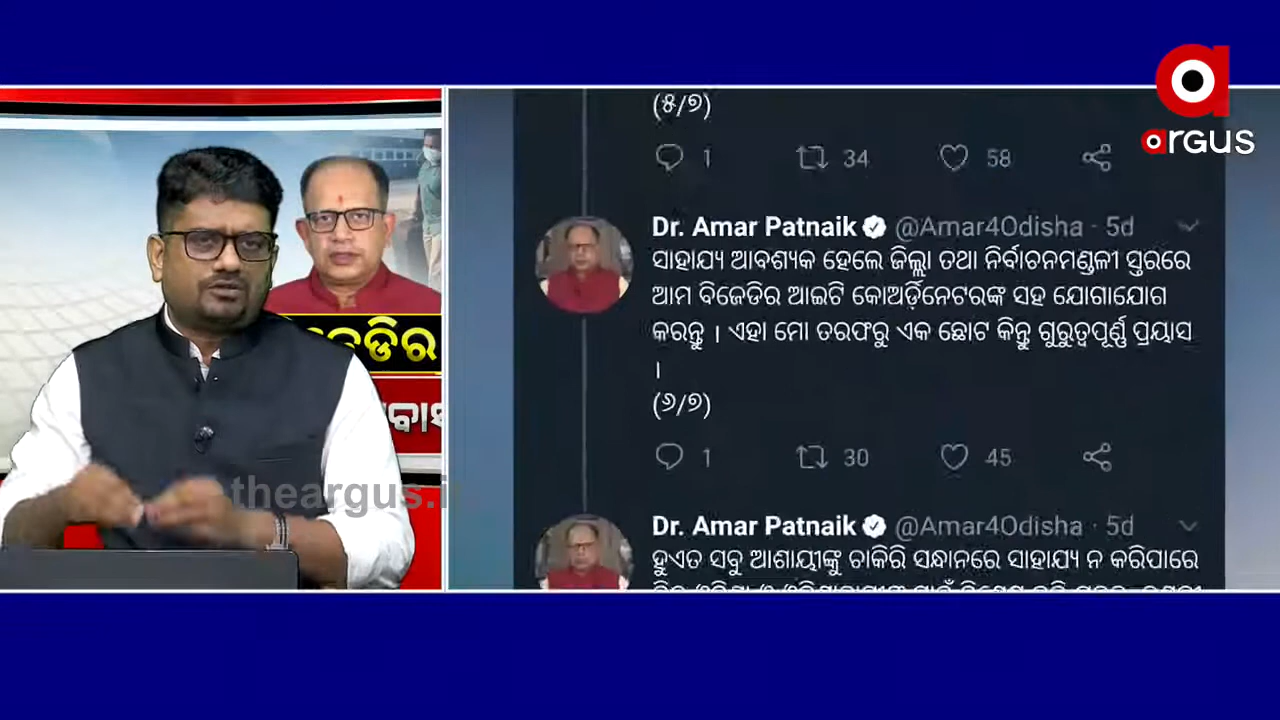 argus
(୫/୭)
1 34 58
Dr. Amar Patnaik @Amar4Odisha · 5d
ସାହାଯ୍ୟ ଆବଶ୍ୟକ ହେଲେ ଜିଲ୍ଲା ତଥା ନିର୍ବାଚନମଣ୍ଡଳୀ ସ୍ତରରେ
ଆମ ବିଜେଡିର ଆଇଟି କୋଅର୍ଡ଼ିନେଟରଙ୍କ ସହ ଯୋଗାଯୋଗ
କରନ୍ତୁ । ଏହା ମୋ ତରଫରୁ ଏକ ଛୋଟ କିନ୍ତୁ ଗୁରୁତ୍ୱପୂର୍ଣ୍ଣ ପ୍ରୟାସ
।
(୬/୭)
1 30 45
Dr. Amar Patnaik @Amar4Odisha · 5d
ହୁଏତ ସବୁ ଆଶାୟୀଙ୍କୁ ଚାକିରି ସନ୍ଧାନରେ ସାହାଯ୍ୟ ନ କରିପାରେ
theargus.i